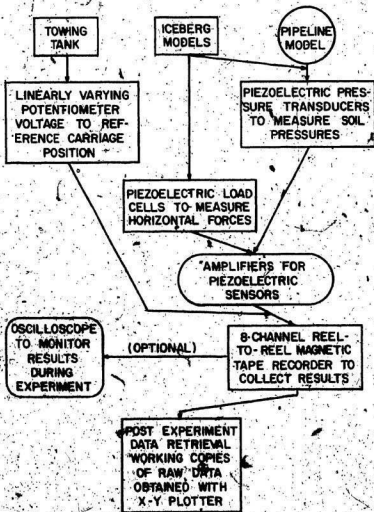 TOWING
TANK
ICEBERG
MODELS
PIPELINE
MODEL
LINEARLY VARYING
POTENTIOMETER
VOLTAGE TO REF-
ERENCE CARRIAGE
POSITION
PIEZOELECTRIC PRES-
SURE TRANSDUCERS
TO MEASURE SOIL
PRESSURES
PIEZOELECTRIC LOAD
CELLS TO MEASURE
HORIZONTAL FORCES
AMPLIFIERS FOR
PIEZOELECTRIC
SENSORS
OSCILLOSCOPE
TO MONITOR
RESULTS
DURING
EXPERIMENT
(OPTIONAL)
8-CHANNEL REEL-
TO-REEL MAGNETIC
TAPE RECORDER TO
COLLECT RESULTS
POST EXPERIMENT
DATA RETRIEVAL
WORKING COPIES
OF RAW DATA
OBTAINED WITH
X-Y PLOTTER